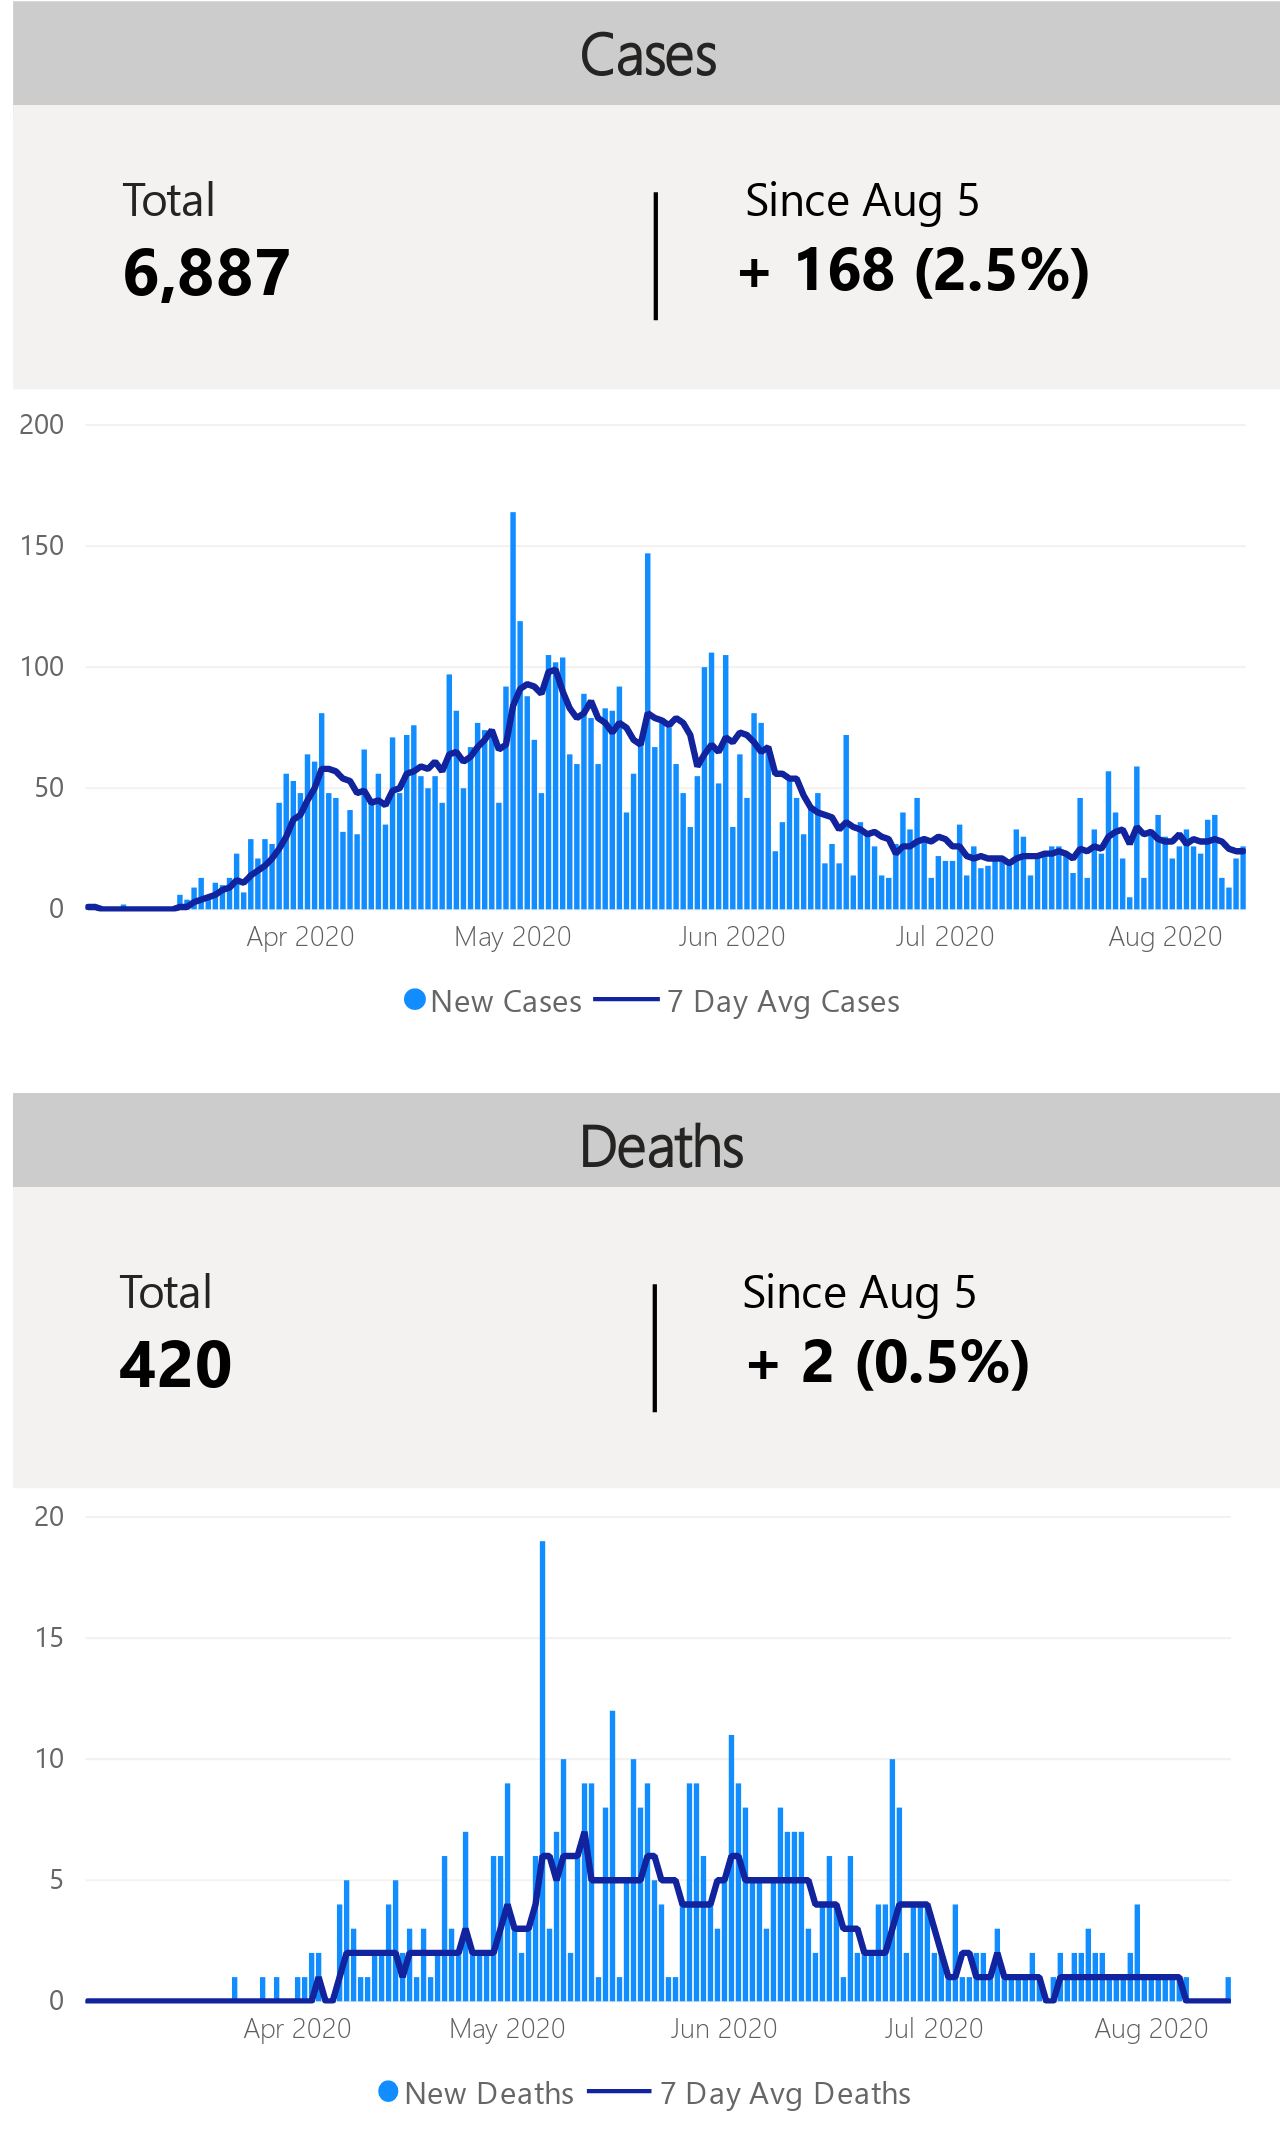 Cases
Total
Since Aug 5
6,887
+ 168 (2.5%)
200
150
100
50
0
Apr 2020
May 2020
Jun 2020
Jul 2020
Aug 2020
New Cases
7 Day Avg Cases
Deaths
Total
Since Aug 5
420
+ 2 (0.5%)
20
15
10
5
0
Apr 2020
May 2020
Jun 2020
Jul 2020
Aug 2020
New Deaths
7 Day Avg Deaths